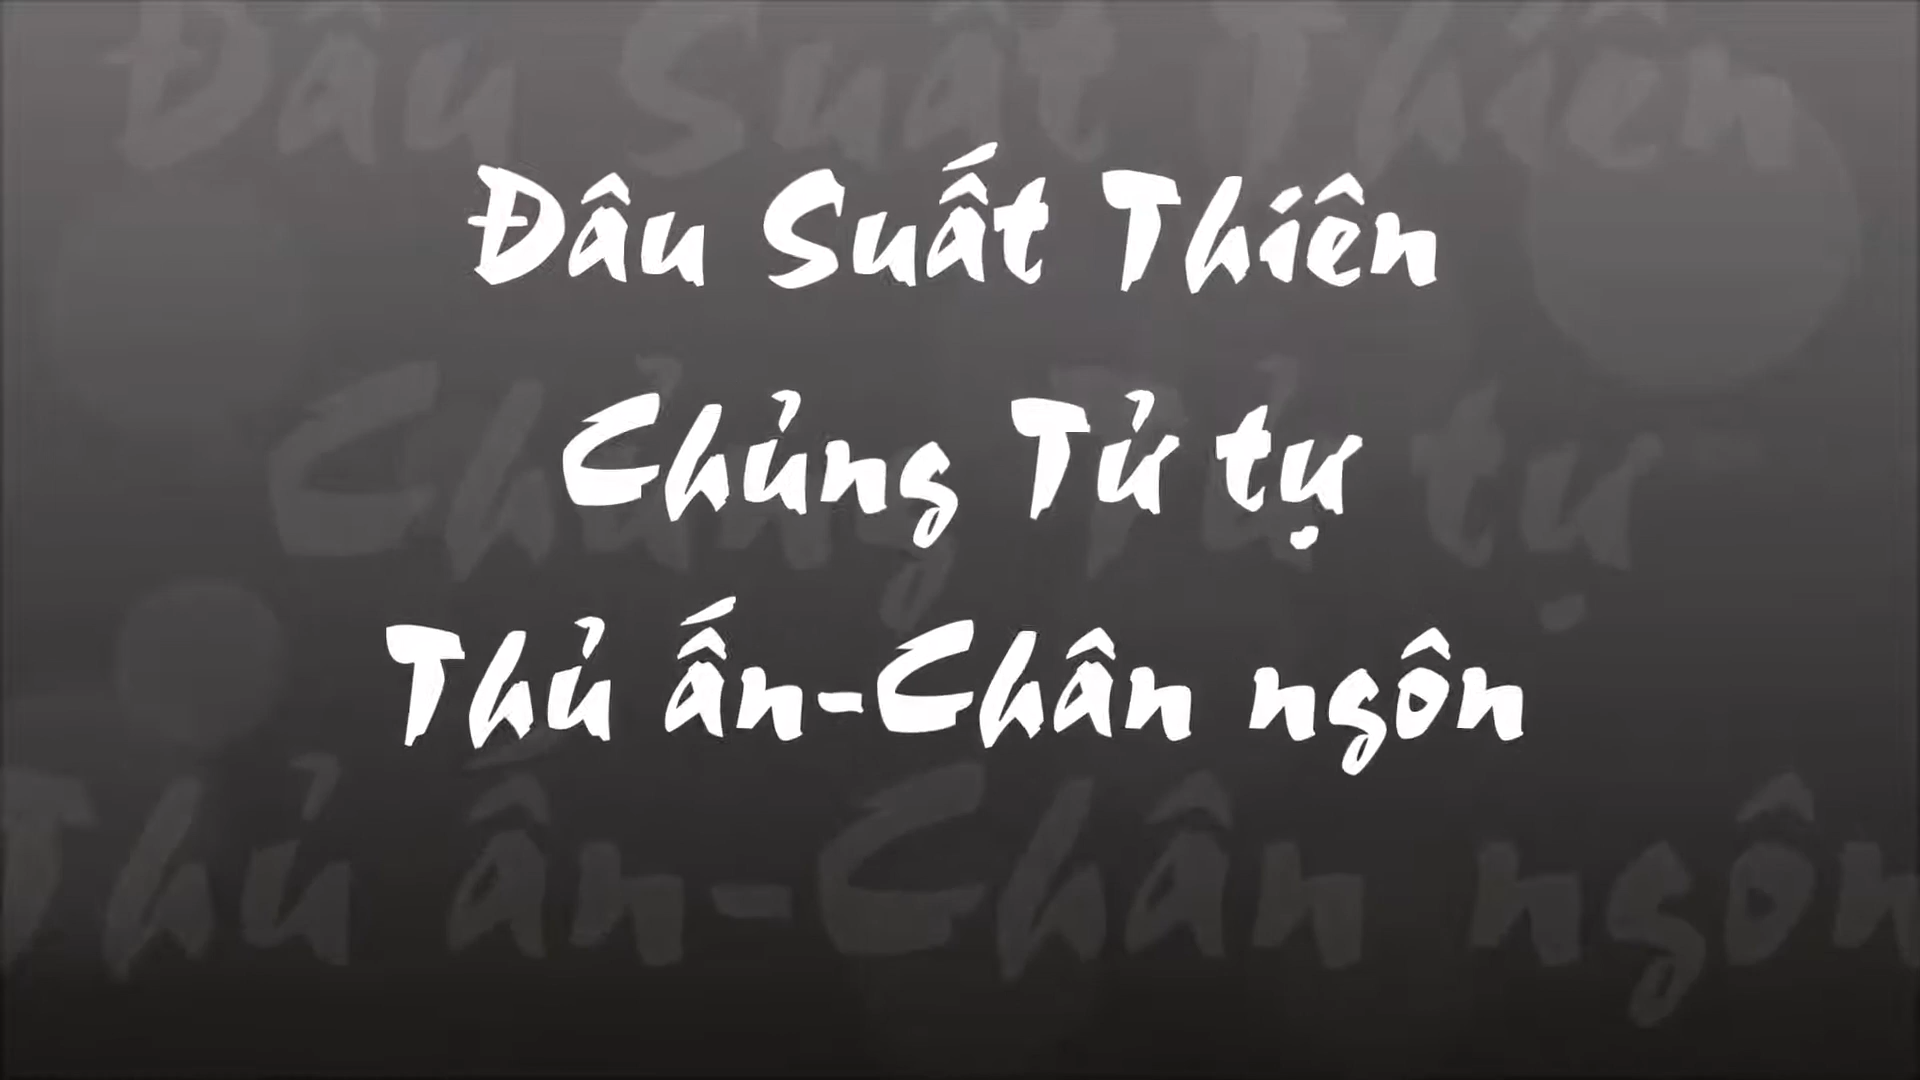 Đâu Suất Thiên
Chủng Tử tự
Thủ ấn-Chân ngôn